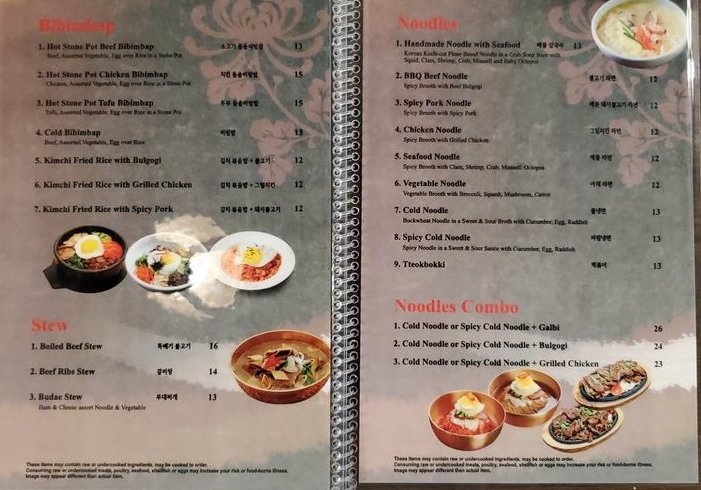 Bibimbap
1. Hot Stone Pot Beef Bibimbap 소고기 돌솥비빔밥 13
Beef, Assorted Vegetable, Egg over Rice in a Stone Pot
2. Hot Stone Pot Chicken Bibimbap 치킨 돌솥비빔밥 15
Chicken, Assorted Vegetable, Egg over Rice in a Stone Pot
3. Hot Stone Pot Tafu Bibimbap 두부 돌솥비빔밥 15
Tafu, Assorted Vegetable, Egg over Rice in a Stone Pot
4. Cold Bibimbap 비빔밥 13
Beef, Assorted Vegetable, Egg over Rice
5. Kimchi Fried Rice with Bulgogi 김치 볶음밥 + 불고기 12
6. Kimchi Fried Rice with Grilled Chicken 김치 볶음밥 + 그릴치킨 12
7. Kimchi Fried Rice with Spicy Pork 김치 볶음밥 + 돼지불고기 12
Stew
1. Boiled Beef Stew 뚝배기 불고기 16
2. Beef Ribs Stew 갈비탕 14
3. Budae Stew 부대찌개 13
Ham & Cheese assort Noodle & Vegetable
These items may contain raw or undercooked ingredients, may be cooked to order.
Consuming raw or undercooked meats, poultry, seafood, shellfish or eggs may increase your risk of food-borne illness.
Image may appear different than actual item.
Noodles
1. Handmade Noodle with Seafood 해물 칼국수 13
Korean Knife-cut Flour-Based Noodle in a Crab Soup Base with
Squid, Clam, Shrimp, Crab, Mussell and Baby Octopus
2. BBQ Beef Noodle 불고기 라면 12
Spicy Broth with Beef Bulgogi
3. Spicy Pork Noodle 돼지불고기 라면 12
Spicy Broth with Spicy Pork
4. Chicken Noodle 그릴치킨 라면 12
Spicy Broth with Grilled Chicken
5. Seafood Noodle 해물 라면 12
Spicy Broth with Clam, Shrimp, Crab, Mussell, Octopus
6. Vegetable Noodle 야채 라면 12
Vegetable Broth with Broccoli, Squash, Mushroom, Carrot
7. Cold Noodle 물냉면 13
Buckwheat Noodle in a Sweet & Sour Broth with Cucumber, Egg, Raddish
8. Spicy Cold Noodle 비빔냉면 13
Spicy Noodle in a Sweet & Sour Sauce with Cucumber, Egg, Raddish
9. Tteokbokki 떡볶이 13
Noodles Combo
1. Cold Noodle or Spicy Cold Noodle + Galbi 26
2. Cold Noodle or Spicy Cold Noodle + Bulgogi 24
3. Cold Noodle or Spicy Cold Noodle + Grilled Chicken 23
These items may contain raw or undercooked ingredients, may be cooked to order.
Consuming raw or undercooked meats, poultry, seafood, shellfish or eggs may increase your risk of food-borne illness.
Image may appear different than actual item.